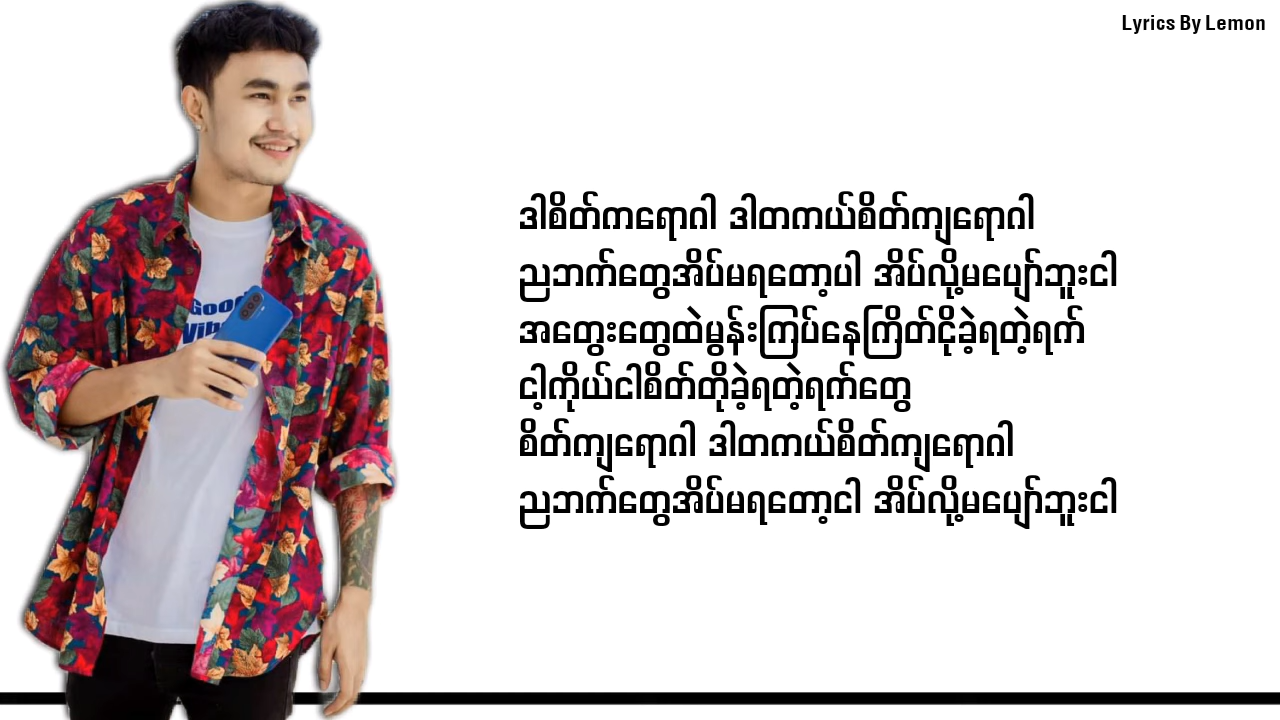 Lyrics By Lemon
ဒါစိတ်ကရောဂါ ဒါတကယ်စိတ်ကျရောဂါ
ညဘက်တွေအိပ်မရတော့ပါ အိပ်လို့မပျော်ဘူးငါ
အတွေးတွေထဲမွန်းကြပ်နေကြိတ်ငိုခဲ့ရတဲ့ရက်
ငါ့ကိုယ်ငါစိတ်တိုခဲ့ရတဲ့ရက်တွေ
စိတ်ကျရောဂါ ဒါတကယ်စိတ်ကျရောဂါ
ညဘက်တွေအိပ်မရတော့ငါ အိပ်လို့မပျော်ဘူးငါ
Good